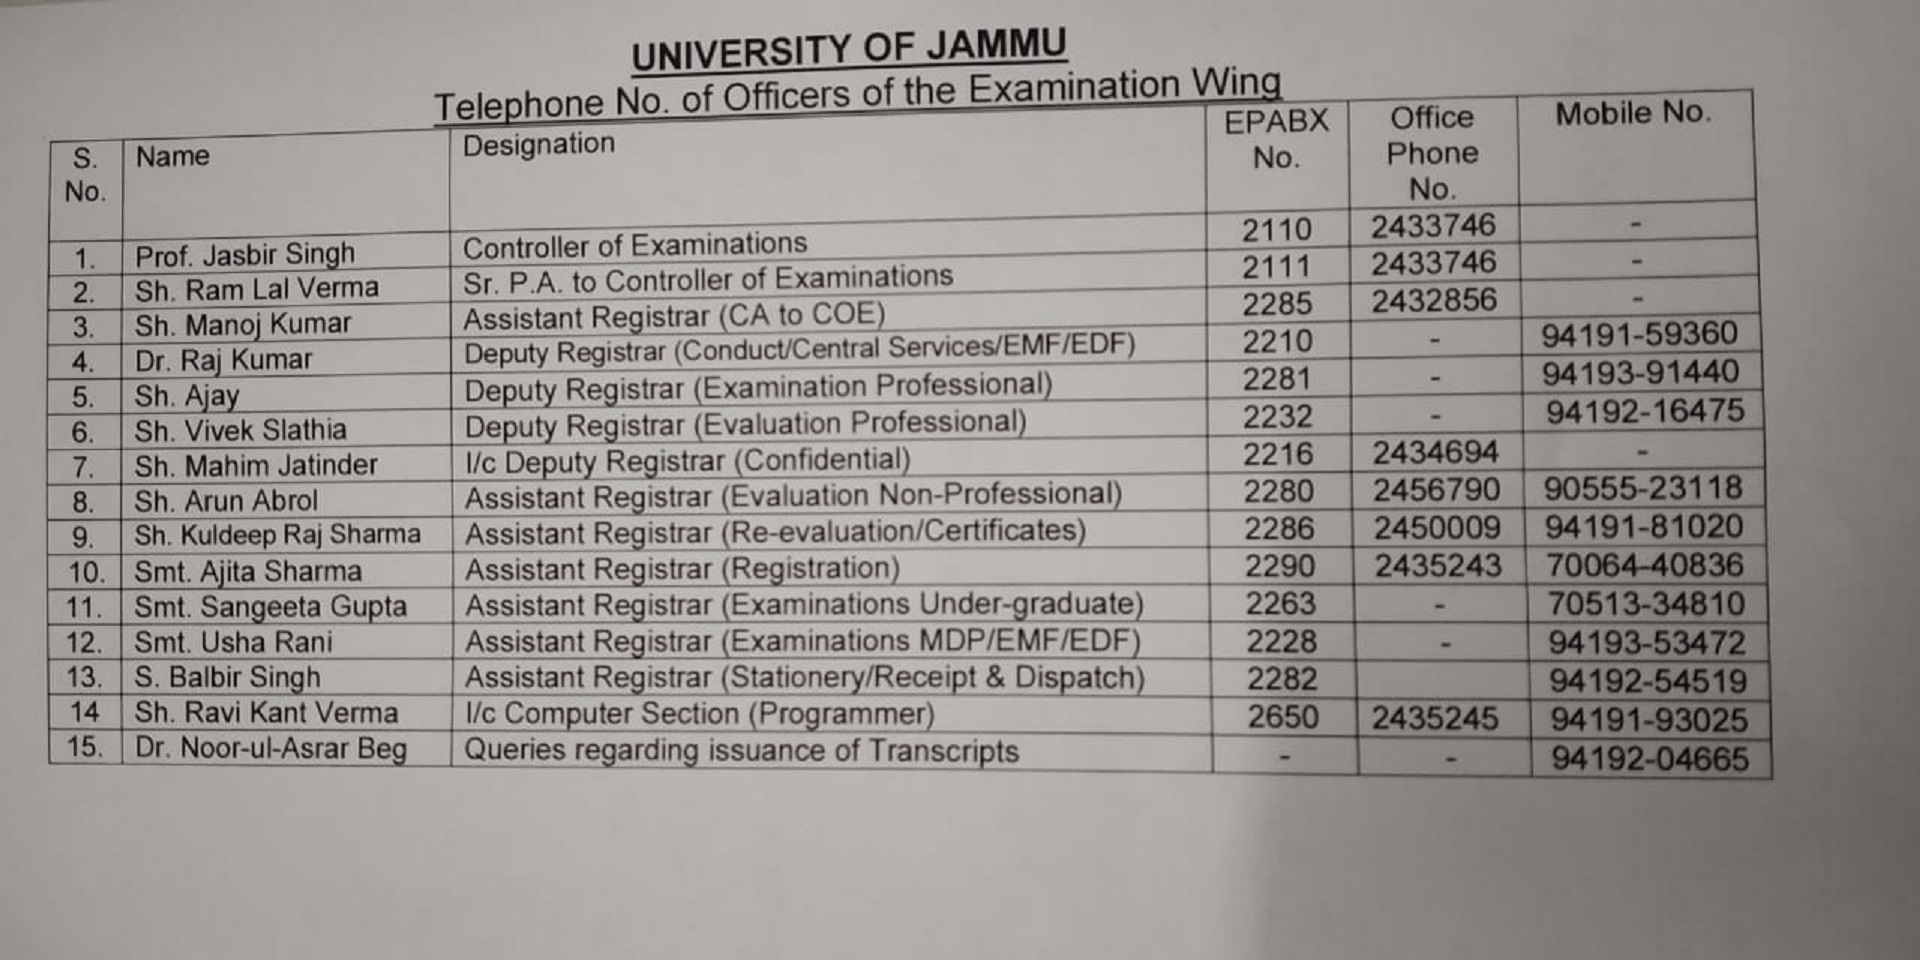 UNIVERSITY OF JAMMU
Telephone No. of Officers of the Examination Wing
S. No. Name Designation EPABX No. Office Phone No. Mobile No.
1. Prof. Jasbir Singh Controller of Examinations 2110 2433746 -
2. Sh. Ram Lal Verma Sr. P.A. to Controller of Examinations 2111 2433746 -
3. Sh. Manoj Kumar Assistant Registrar (CA to COE) 2285 2432856 -
4. Dr. Raj Kumar Deputy Registrar (Conduct/Central Services/EMF/EDF) 2210 - 94191-59360
5. Sh. Ajay Deputy Registrar (Examination Professional) 2281 - 94193-91440
6. Sh. Vivek Slathia Deputy Registrar (Evaluation Professional) 2232 - 94192-16475
7. Sh. Mahim Jatinder I/c Deputy Registrar (Confidential) 2216 2434694 -
8. Sh. Arun Abrol Assistant Registrar (Evaluation Non-Professional) 2280 2456790 90555-23118
9. Sh. Kuldeep Raj Sharma Assistant Registrar (Re-evaluation/Certificates) 2286 2450009 94191-81020
10. Smt. Ajita Sharma Assistant Registrar (Registration) 2290 2435243 70064-40836
11. Smt. Sangeeta Gupta Assistant Registrar (Examinations Under-graduate) 2263 - 70513-34810
12. Smt. Usha Rani Assistant Registrar (Examinations MDP/EMF/EDF) 2228 - 94193-53472
13. S. Balbir Singh Assistant Registrar (Stationery/Receipt & Dispatch) 2282 94192-54519
14 Sh. Ravi Kant Verma I/c Computer Section (Programmer) 2650 2435245 94191-93025
15. Dr. Noor-ul-Asrar Beg Queries regarding issuance of Transcripts - - 94192-04665